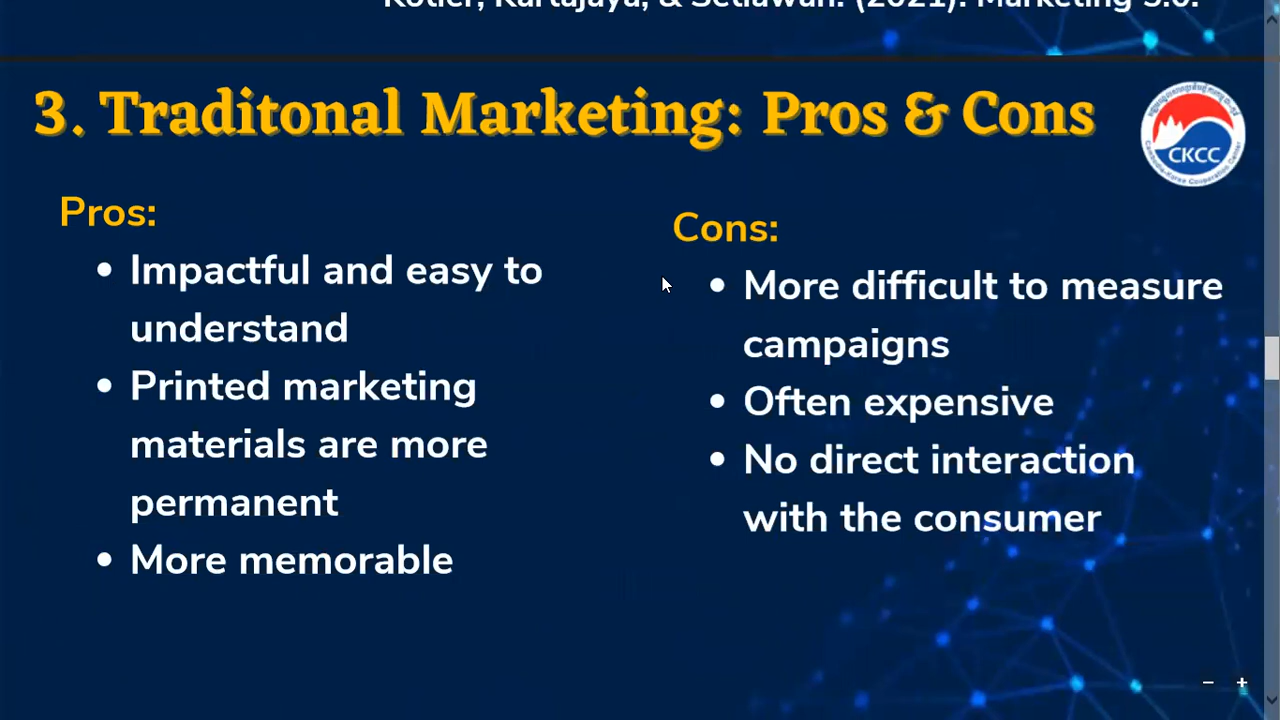 Kotler, Kartajaya, & Setiawan. (2021). Marketing 5.0.
3. Traditonal Marketing: Pros & Cons
CKCC
Pros:
Impactful and easy to
understand
Printed marketing
materials are more
permanent
More memorable
Cons:
More difficult to measure
campaigns
Often expensive
No direct interaction
with the consumer